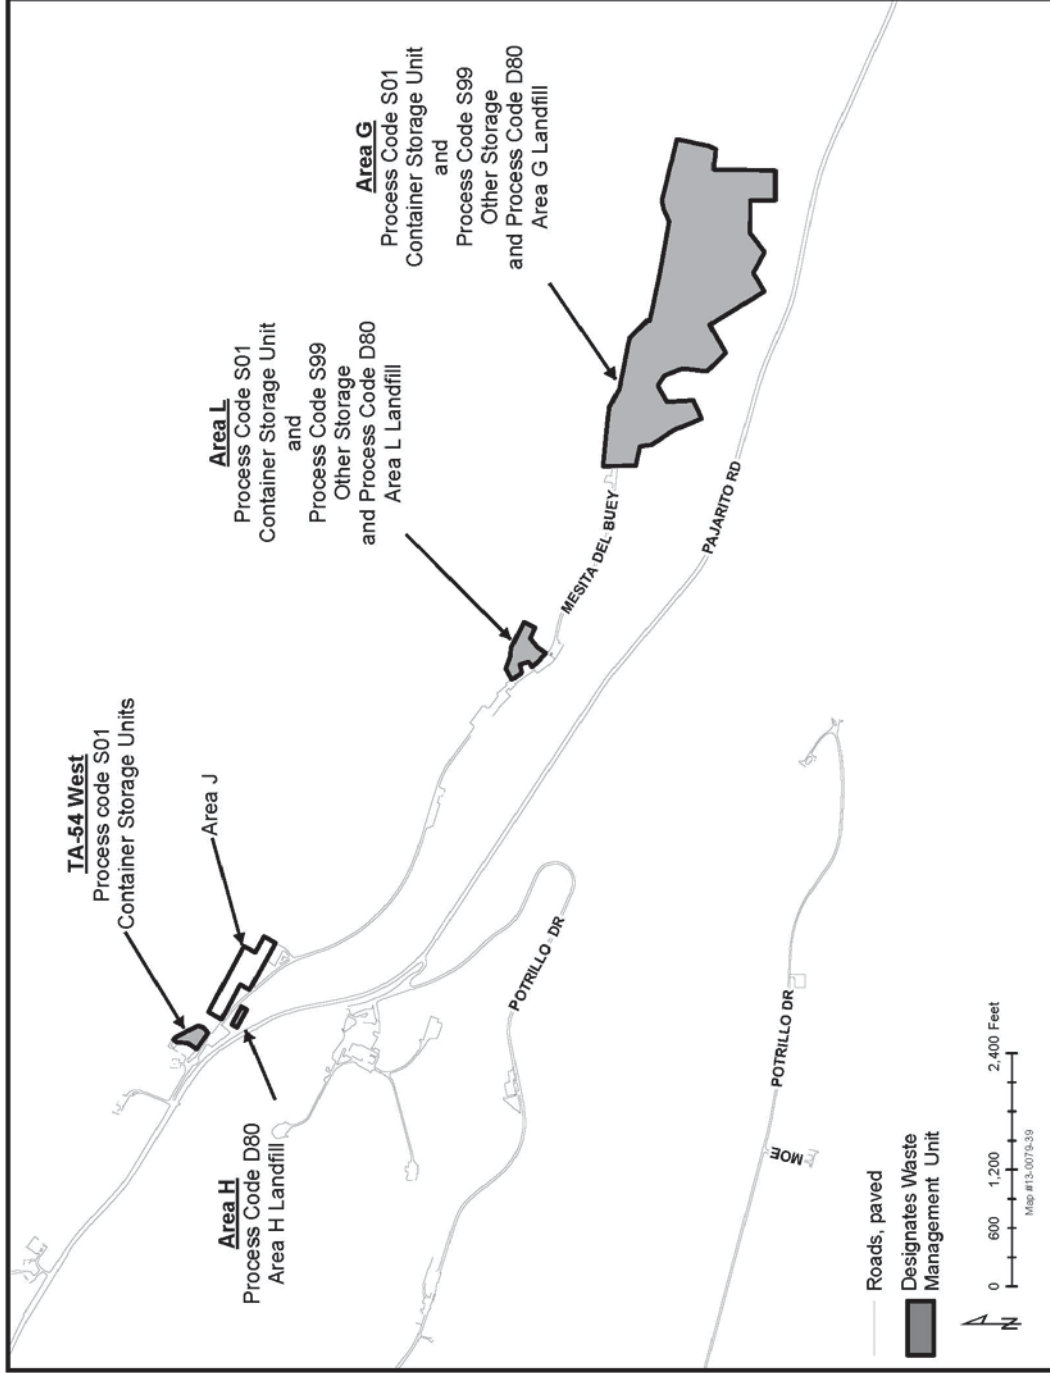 TA-54 West
Process code S01
Container Storage Units
Area J
Area H
Process Code D80
Area H Landfill
Area L
Process Code S01
Container Storage Unit
and
Process Code S99
Other Storage
and Process Code D80
Area L Landfill
Area G
Process Code S01
Container Storage Unit
and
Process Code S99
Other Storage
and Process Code D80
Area G Landfill
MESITA DEL BUEY
PAJARITO RD
POTRILLO DR
POTRILLO DR
MOE
Roads, paved
Designates Waste
Management Unit
N
0 600 1,200 2,400 Feet
Map #13-0079-39